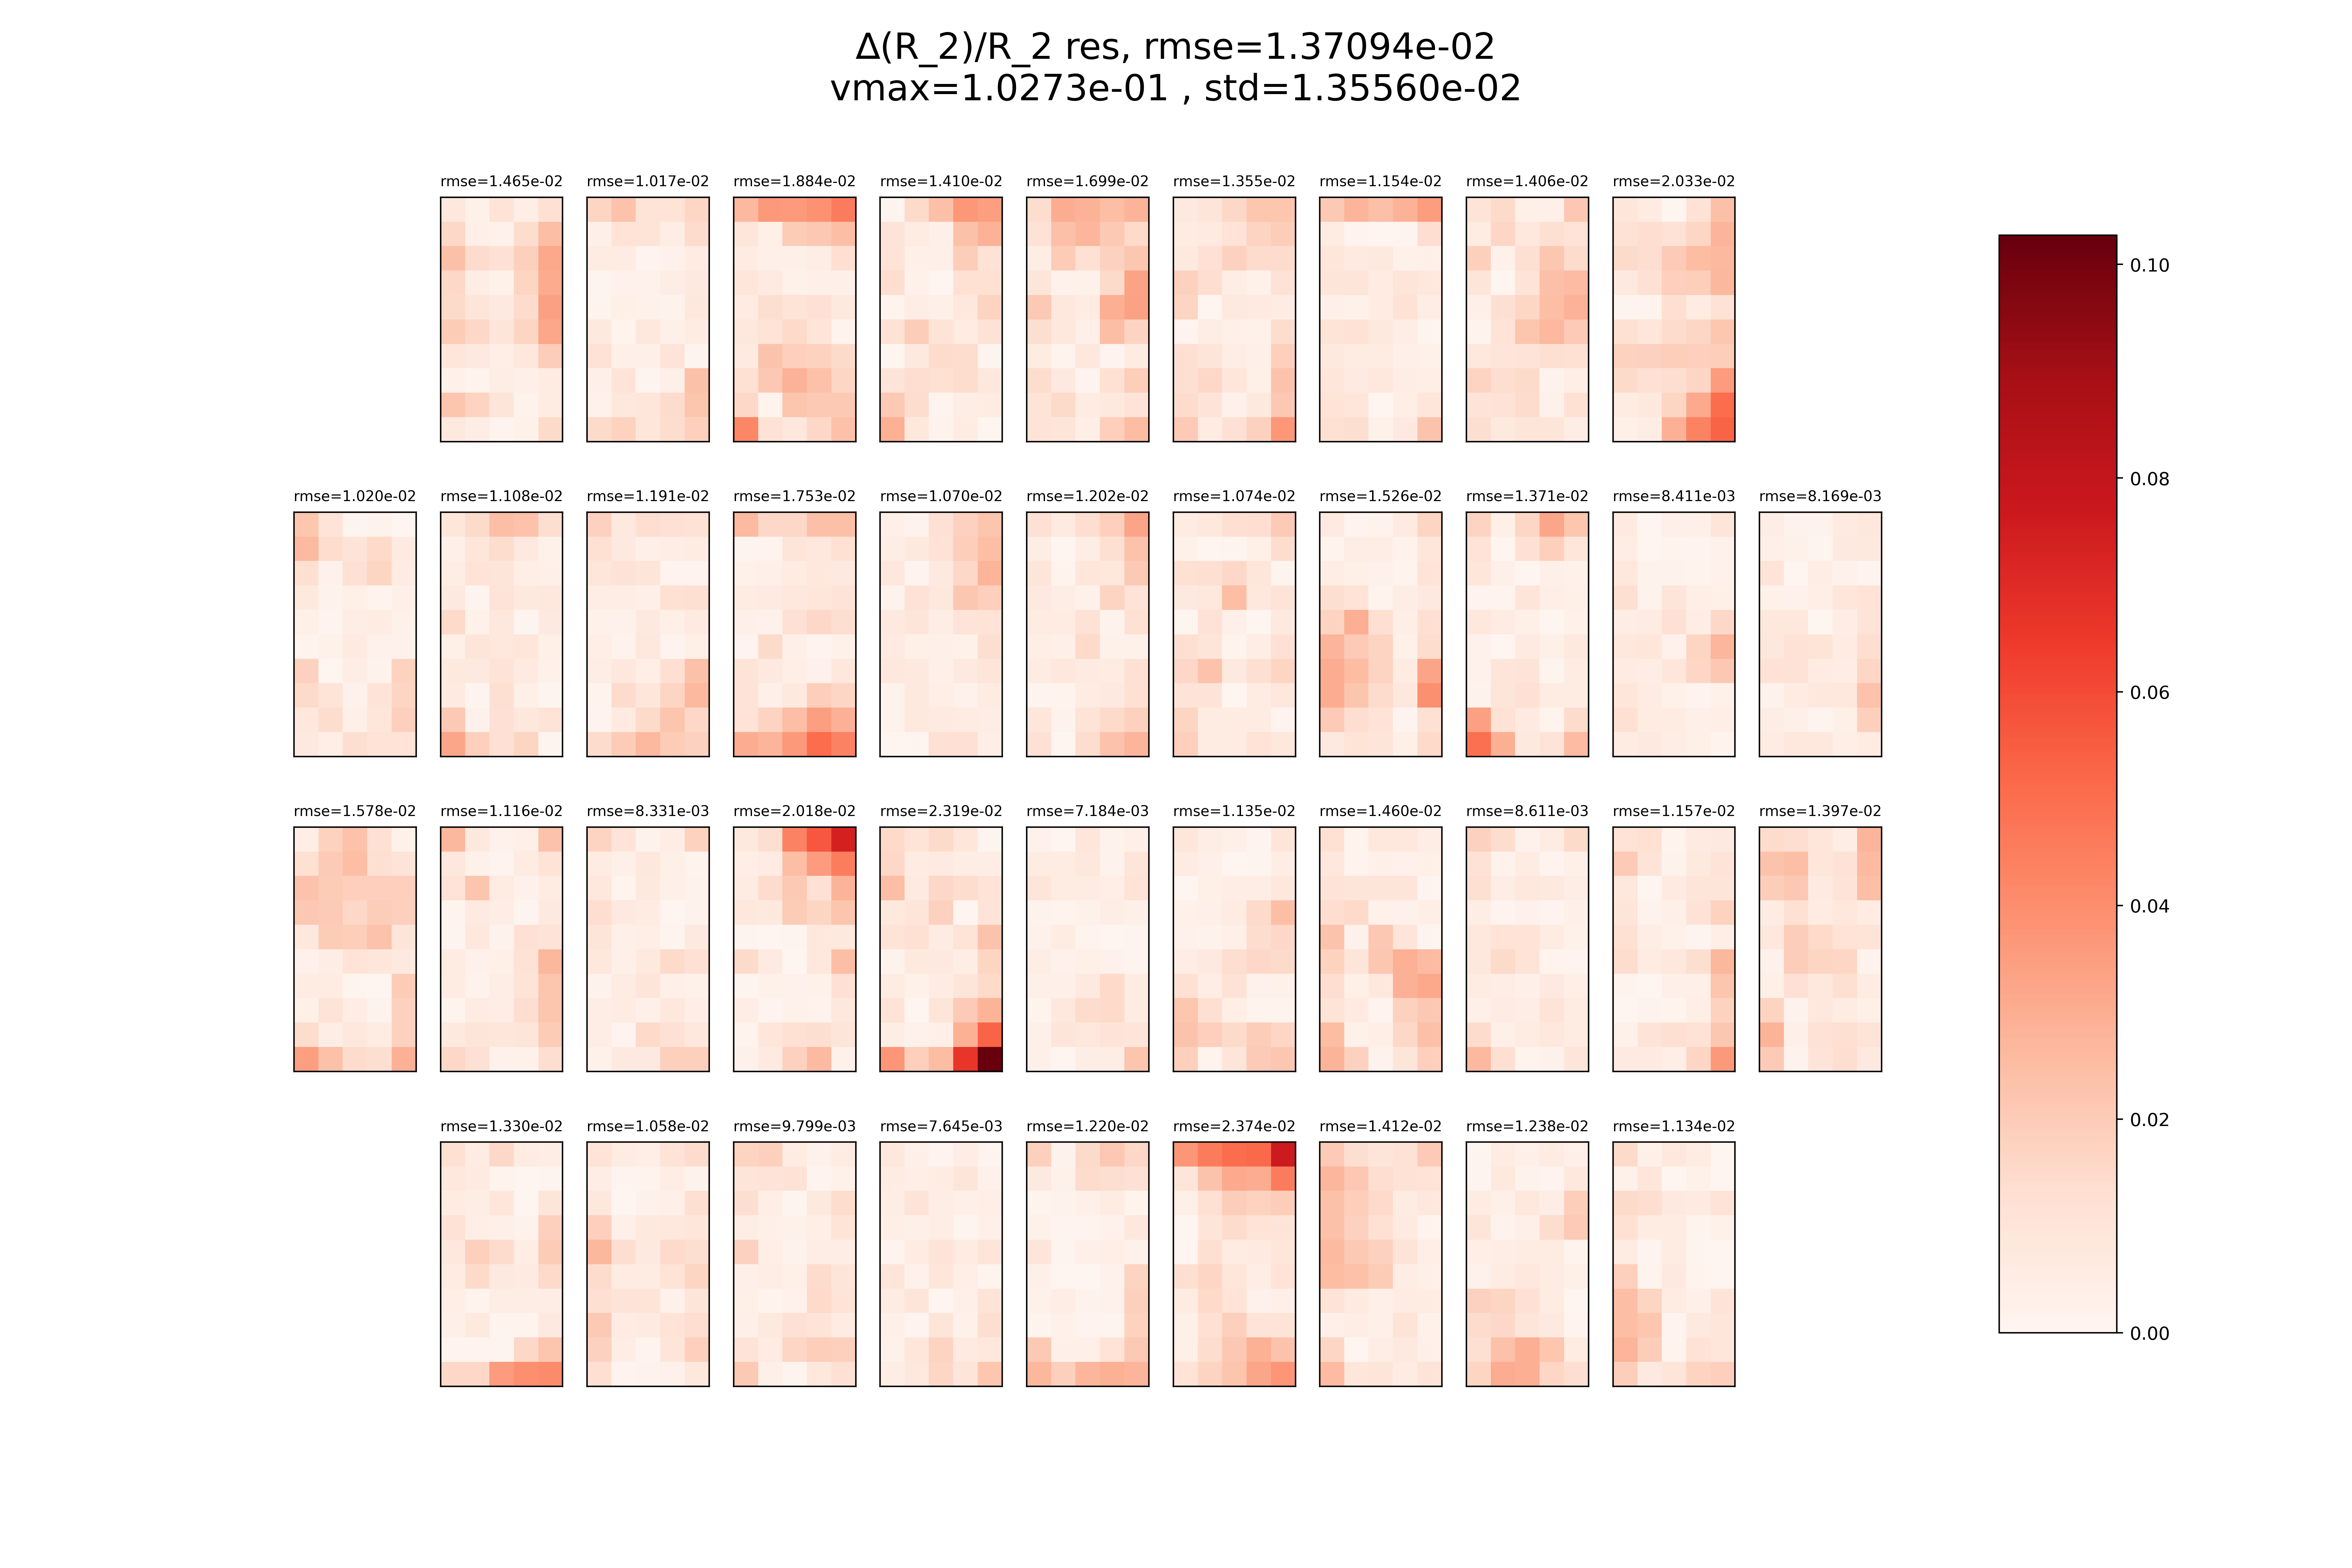 Δ(R_2)/R_2 res, rmse=1.37094e-02
vmax=1.0273e-01 , std=1.35560e-02
rmse=1.465e-02 rmse=1.017e-02 rmse=1.884e-02 rmse=1.410e-02 rmse=1.699e-02 rmse=1.355e-02 rmse=1.154e-02 rmse=1.406e-02 rmse=2.033e-02
rmse=1.020e-02 rmse=1.108e-02 rmse=1.191e-02 rmse=1.753e-02 rmse=1.070e-02 rmse=1.202e-02 rmse=1.074e-02 rmse=1.526e-02 rmse=1.371e-02 rmse=8.411e-03 rmse=8.169e-03
rmse=1.578e-02 rmse=1.116e-02 rmse=8.331e-03 rmse=2.018e-02 rmse=2.319e-02 rmse=7.184e-03 rmse=1.135e-02 rmse=1.460e-02 rmse=8.611e-03 rmse=1.157e-02 rmse=1.397e-02
rmse=1.330e-02 rmse=1.058e-02 rmse=9.799e-03 rmse=7.645e-03 rmse=1.220e-02 rmse=2.374e-02 rmse=1.412e-02 rmse=1.238e-02 rmse=1.134e-02
0.10
0.08
0.06
0.04
0.02
0.00